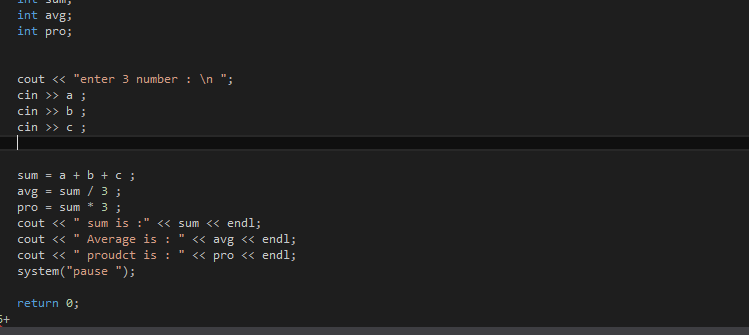 int sum;
int avg;
int pro;
cout << "enter 3 number : \n ";
cin >> a ;
cin >> b ;
cin >> c ;
sum = a + b + c ;
avg = sum / 3 ;
pro = sum * 3 ;
cout << " sum is :" << sum << endl;
cout << " Average is : " << avg << endl;
cout << " proudct is : " << pro << endl;
system("pause ");
return 0;